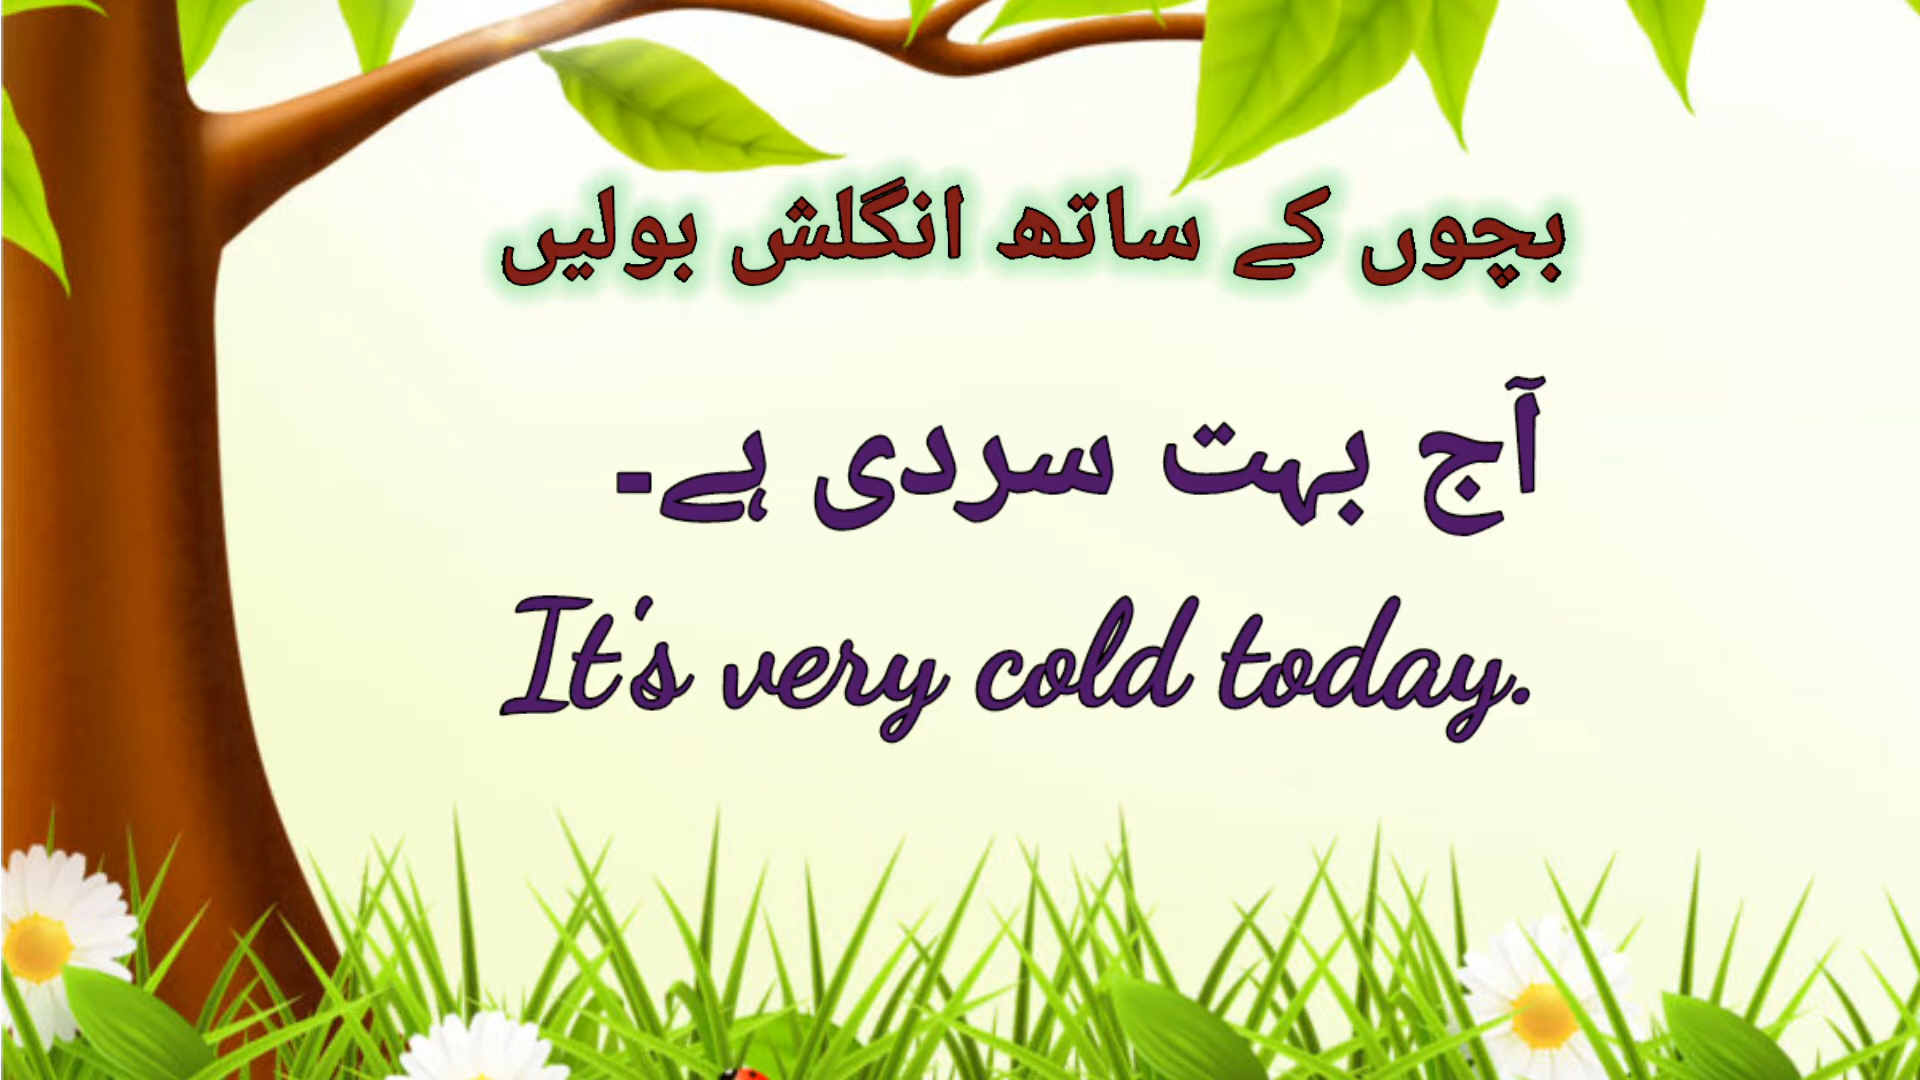 بچوں کے ساتھ انگلش بولیں
آج بہت سردی ہے۔
It's very cold today.